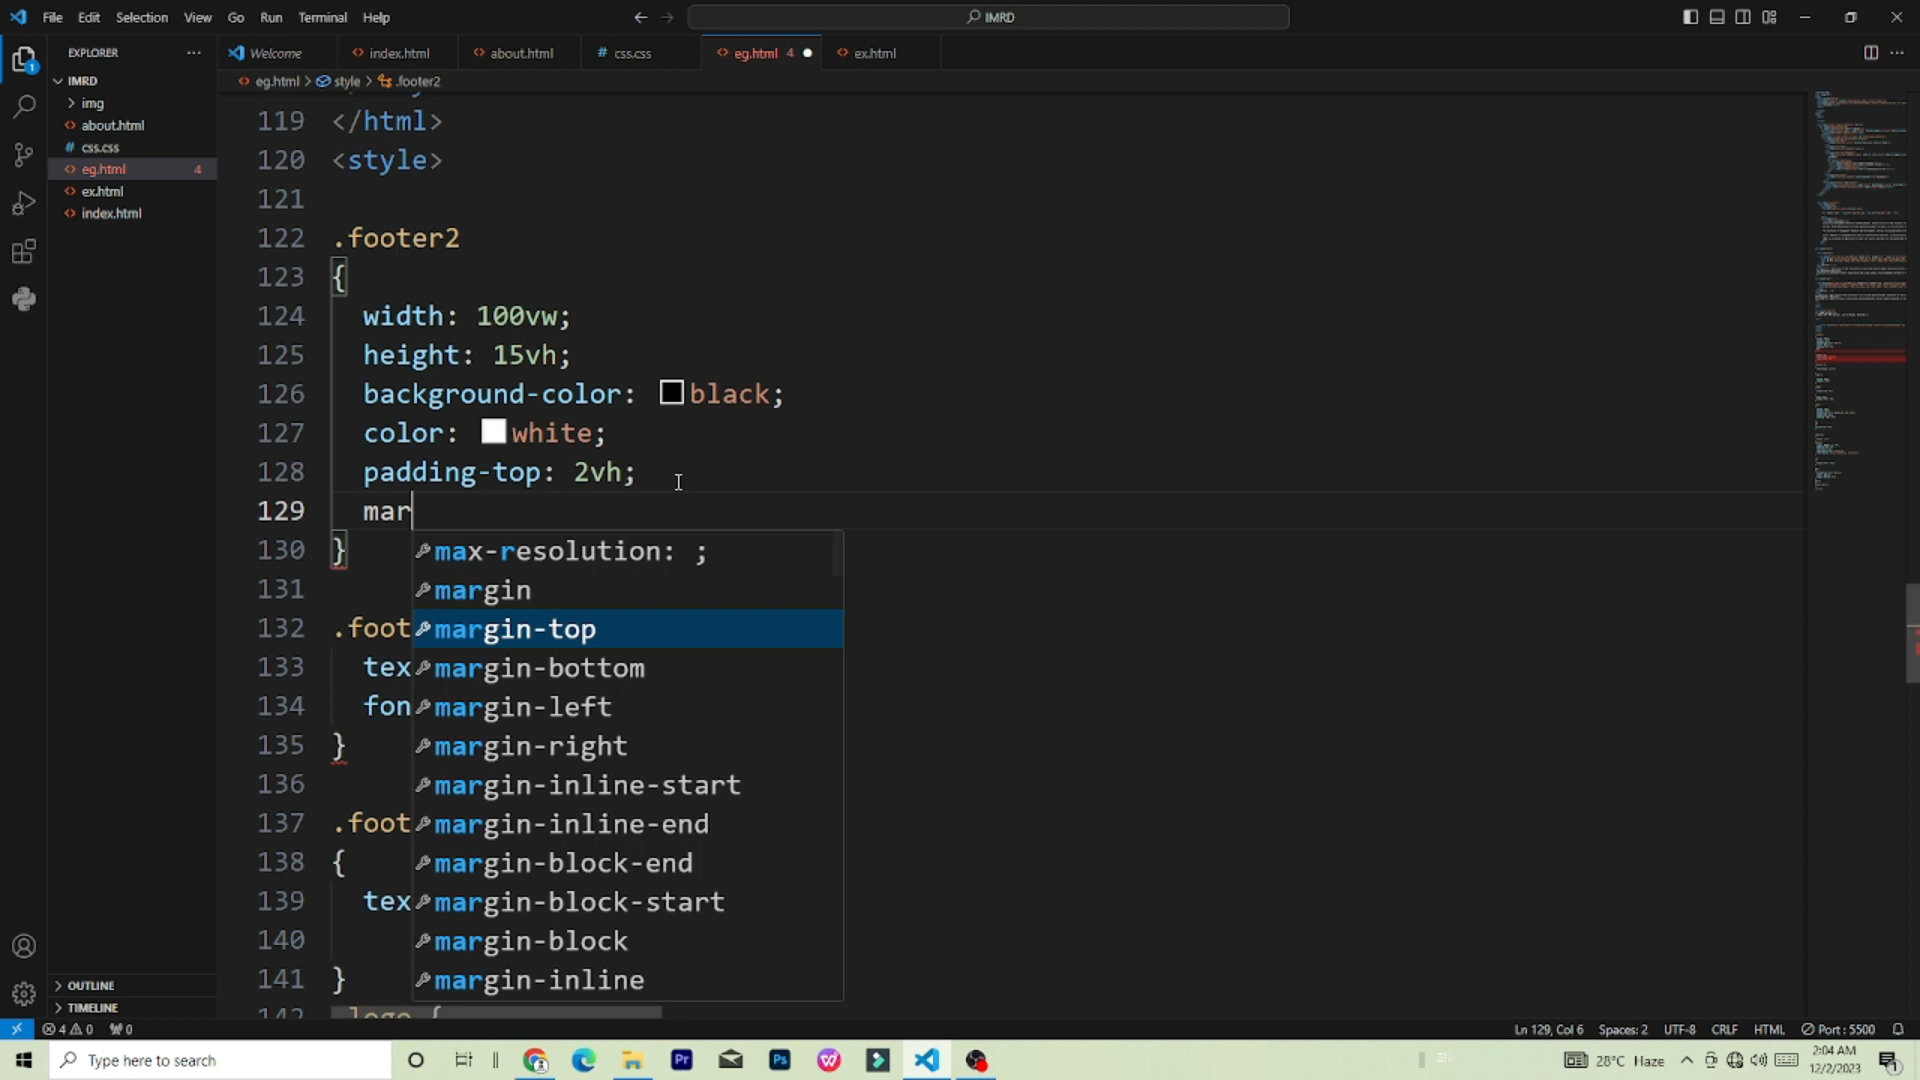 File Edit Selection View Go Run Terminal Help
IMRD
EXPLORER
Welcome
index.html
about.html
# css.css
eg.html 4
ex.html
IMRD
eg.html > style > .footer2
img
about.html
# css.css
eg.html 4
ex.html
index.html
119 </html>
120 <style>
121
122 .footer2
123 {
124 width: 100vw;
125 height: 15vh;
126 background-color: black;
127 color: white;
128 padding-top: 2vh;
129 mar
130 }
131
132 .foot
133 tex
134 fon
135 }
136
137 .foot
138 {
139 tex
140
141 }
142 .logo {
max-resolution: ;
margin
margin-top
margin-bottom
margin-left
margin-right
margin-inline-start
margin-inline-end
margin-block-end
margin-block-start
margin-block
margin-inline
OUTLINE
TIMELINE
4 0 0
Ln 129, Col 6 Spaces: 2 UTF-8 CRLF HTML Port : 5500
Type here to search
28°C Haze
2:04 AM
12/2/2023